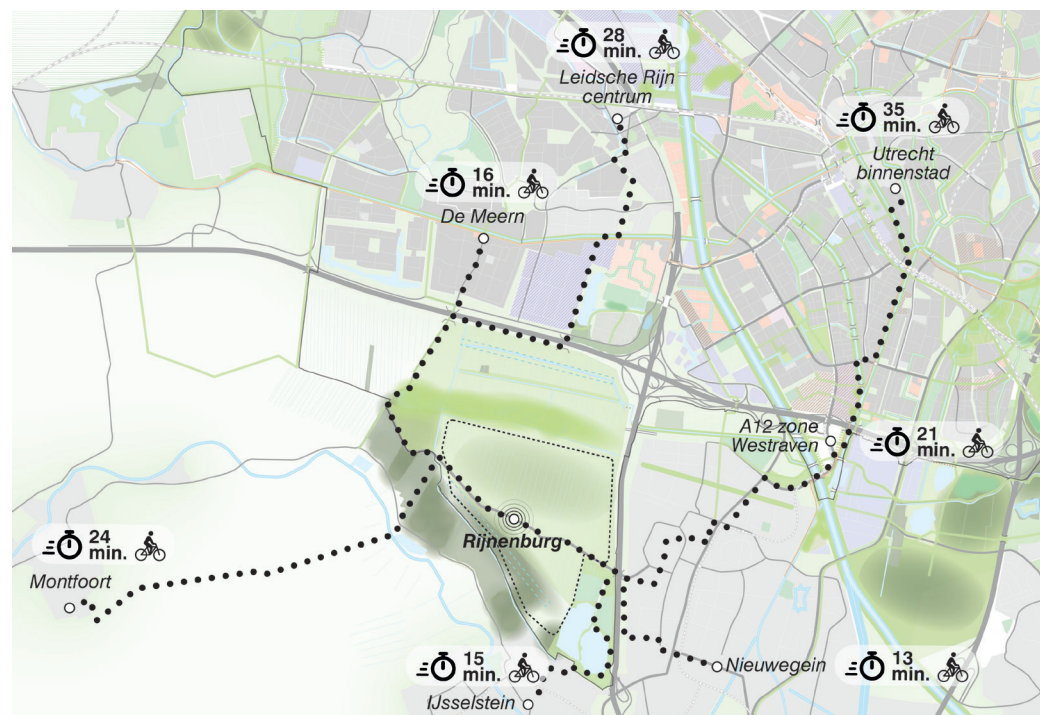 28
min.
Leidsche Rijn
centrum
35
min.
Utrecht
binnenstad
16
min.
De Meern
A12 zone
Westraven
21
min.
24
min.
Montfoort
Rijnenburg
15
min.
IJsselstein
Nieuwegein
13
min.